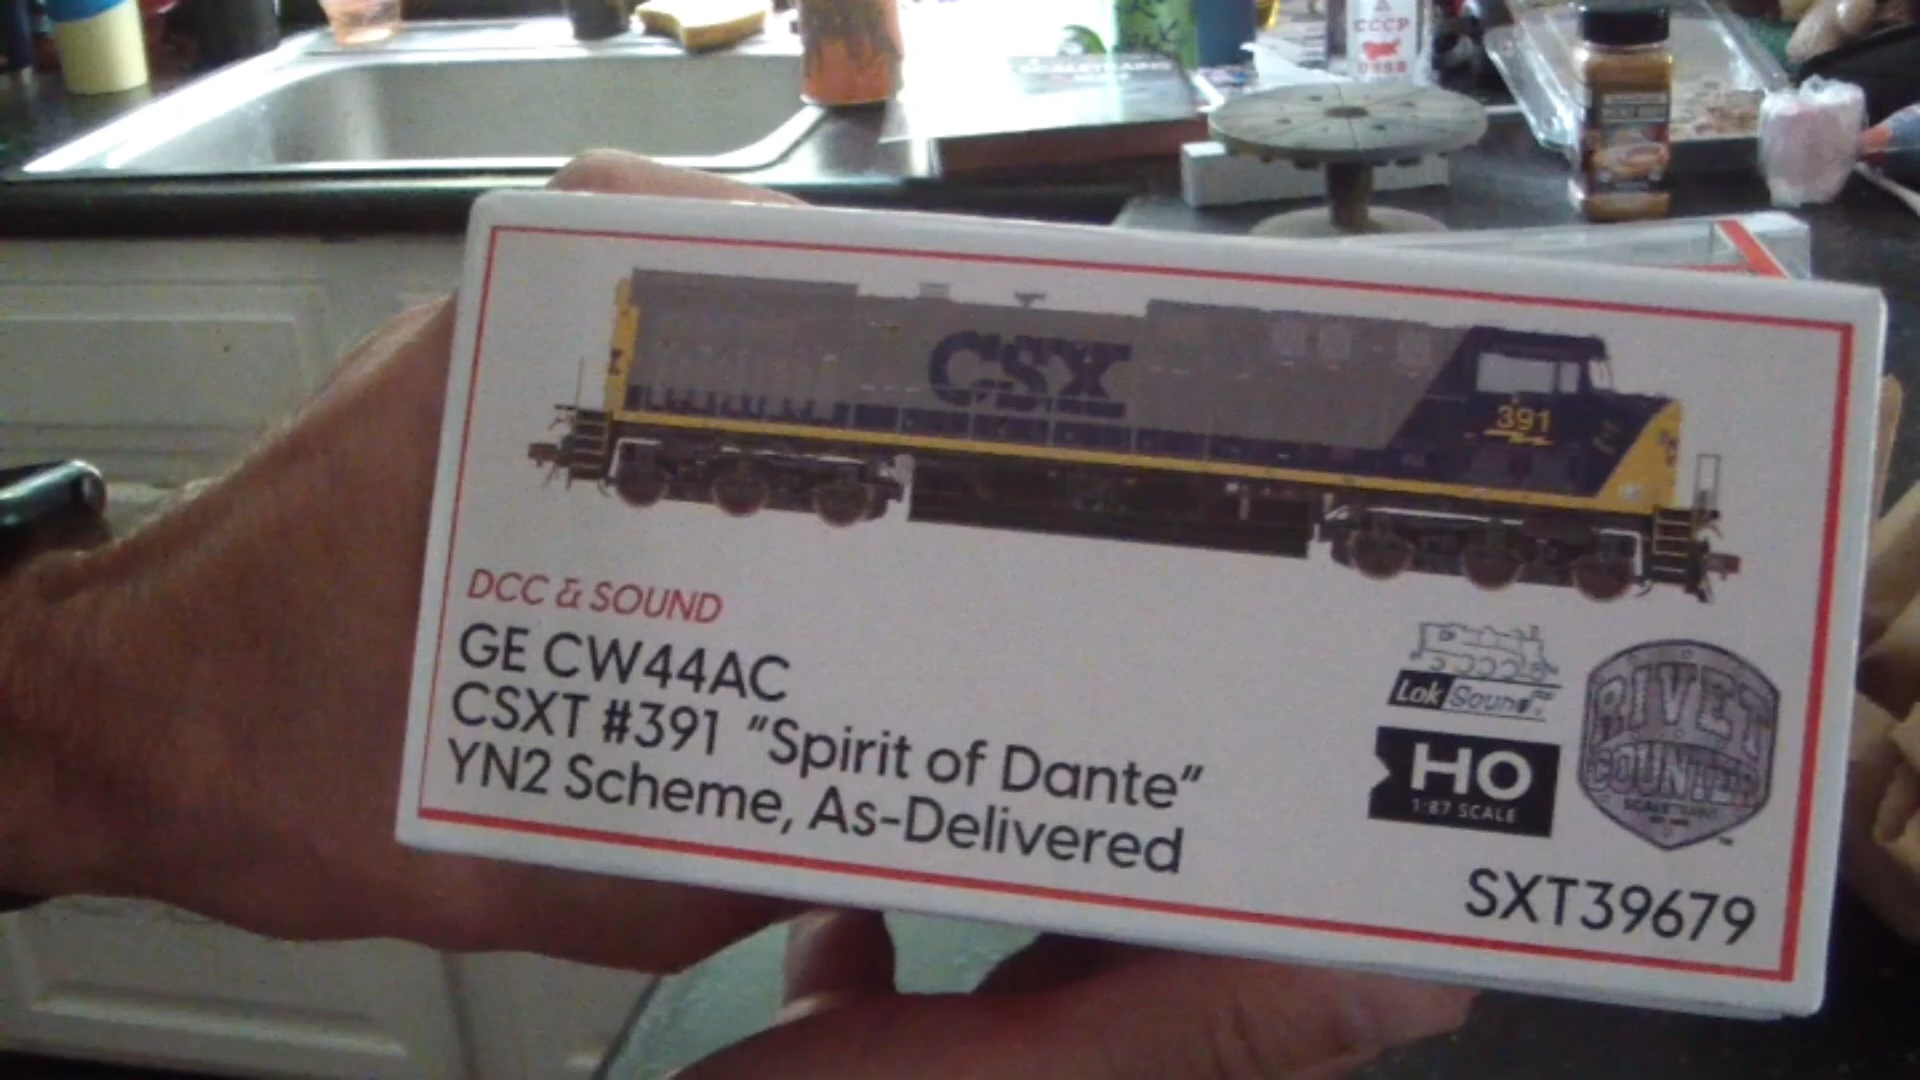 CCCP
CSX
391
DCC & SOUND
GE CW44AC
CSXT #391 "Spirit of Dante"
YN2 Scheme, As-Delivered
LokSound
HO
1:87 SCALE
RIVET
COUNTER
SXT39679